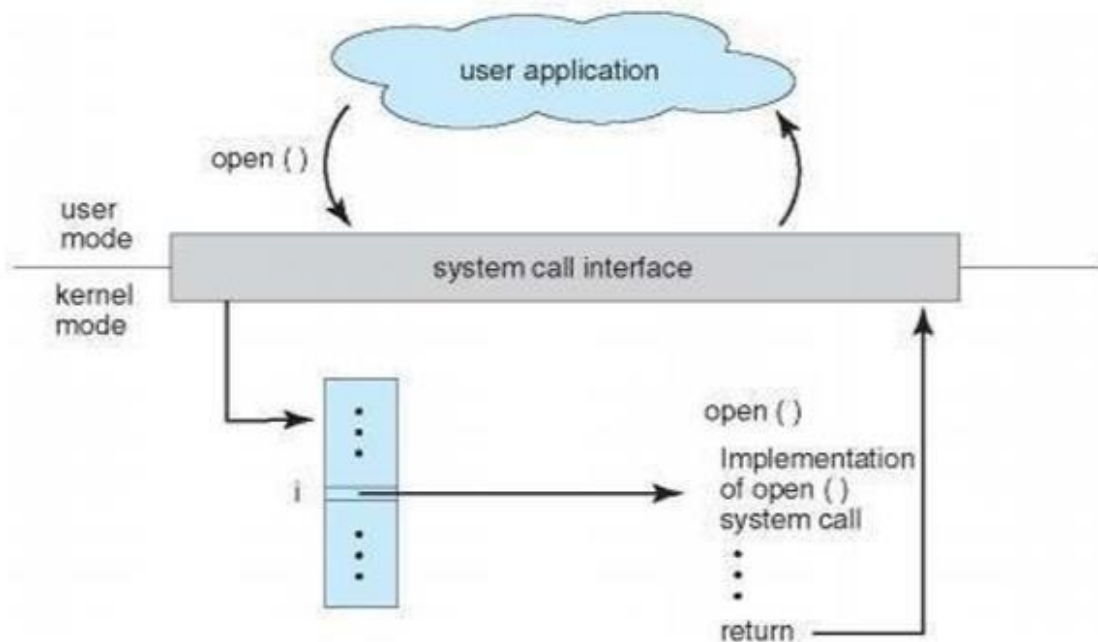 user application
open ( )
user
mode
system call interface
kernel
mode
open ( )
i
Implementation
of open ( )
system call
return